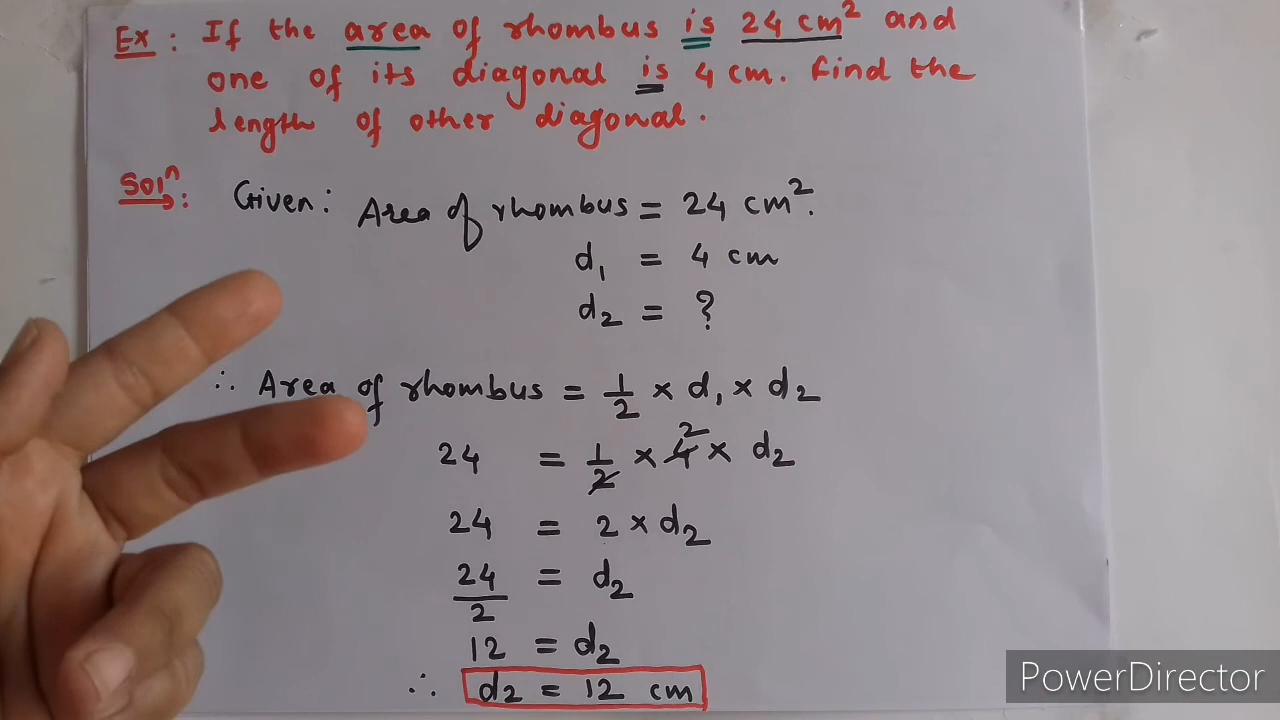 Ex : If the area of rhombus is 24 cm² and
one of its diagonal is 4 cm. Find the
length of other diagonal.
Solⁿ: Given: Area of rhombus = 24 cm².
d₁ = 4 cm
d₂ = ?
∴ Area of rhombus = 1/2 × d₁ × d₂
24 = 1/2 × 4 2 × d₂
24 = 2 × d₂
24/2 = d₂
12 = d₂
∴ d₂ = 12 cm
PowerDirector